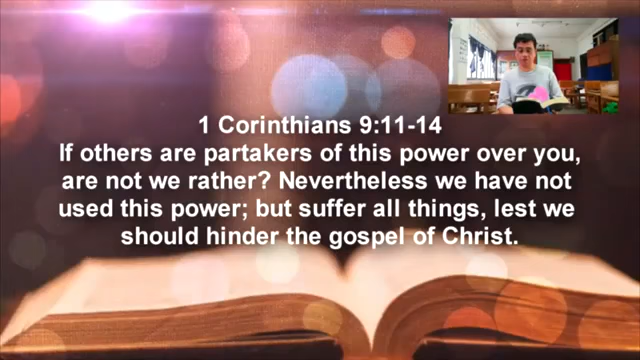 1 Corinthians 9:11-14
If others are partakers of this power over you,
are not we rather? Nevertheless we have not
used this power; but suffer all things, lest we
should hinder the gospel of Christ.